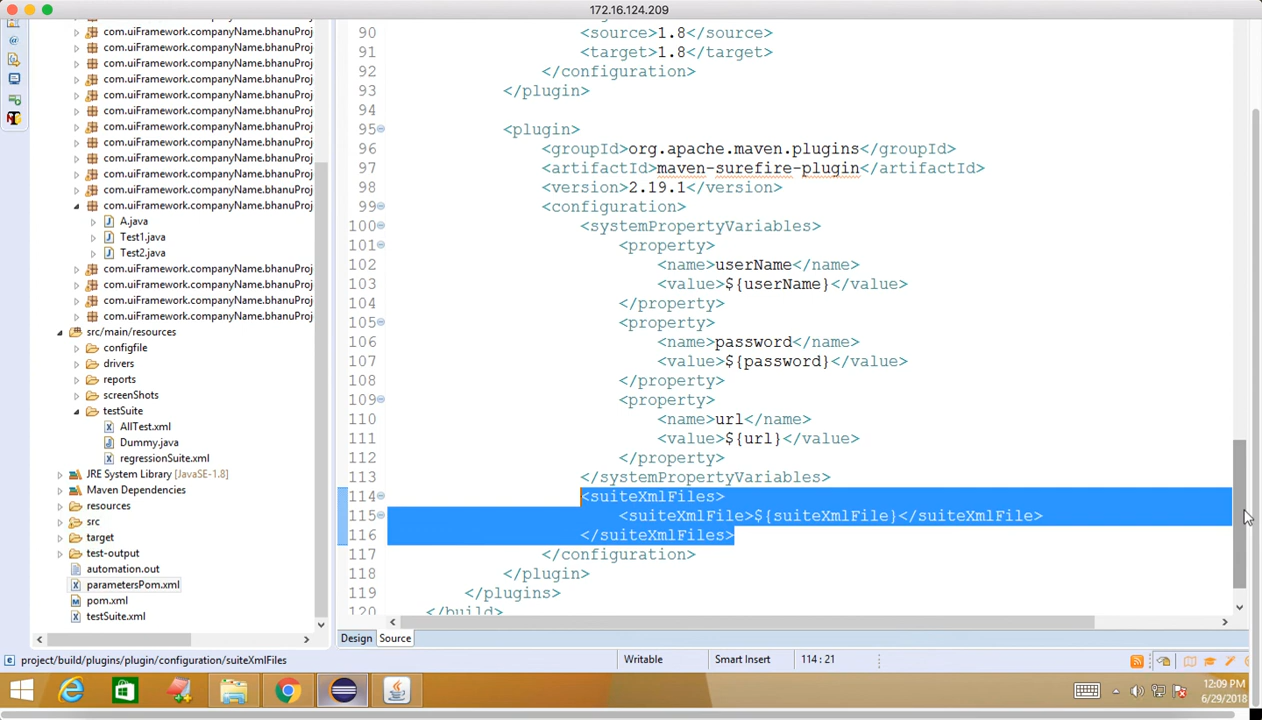 172.16.124.209
com.uiFramework.companyName.bhanuProj
com.uiFramework.companyName.bhanuProj
com.uiFramework.companyName.bhanuProj
com.uiFramework.companyName.bhanuProj
com.uiFramework.companyName.bhanuProj
com.uiFramework.companyName.bhanuProj
com.uiFramework.companyName.bhanuProj
com.uiFramework.companyName.bhanuProj
com.uiFramework.companyName.bhanuProj
com.uiFramework.companyName.bhanuProj
com.uiFramework.companyName.bhanuProj
com.uiFramework.companyName.bhanuProj
A.java
Test1.java
Test2.java
com.uiFramework.companyName.bhanuProj
com.uiFramework.companyName.bhanuProj
com.uiFramework.companyName.bhanuProj
com.uiFramework.companyName.bhanuProj
src/main/resources
configfile
drivers
reports
screenShots
testSuite
AllTest.xml
Dummy.java
regressionSuite.xml
JRE System Library [JavaSE-1.8]
Maven Dependencies
resources
src
target
test-output
automation.out
parametersPom.xml
pom.xml
testSuite.xml
90 <source>1.8</source>
91 <target>1.8</target>
92 </configuration>
93 </plugin>
94
95 <plugin>
96 <groupId>org.apache.maven.plugins</groupId>
97 <artifactId>maven-surefire-plugin</artifactId>
98 <version>2.19.1</version>
99 <configuration>
100 <systemPropertyVariables>
101 <property>
102 <name>userName</name>
103 <value>${userName}</value>
104 </property>
105 <property>
106 <name>password</name>
107 <value>${password}</value>
108 </property>
109 <property>
110 <name>url</name>
111 <value>${url}</value>
112 </property>
113 </systemPropertyVariables>
114 <suiteXmlFiles>
115 <suiteXmlFile>${suiteXmlFile}</suiteXmlFile>
116 </suiteXmlFiles>
117 </configuration>
118 </plugin>
119 </plugins>
120 </build>
Design Source
project/build/plugins/plugin/configuration/suiteXmlFiles
Writable
Smart Insert
114 : 21
12:09 PM
6/29/2018